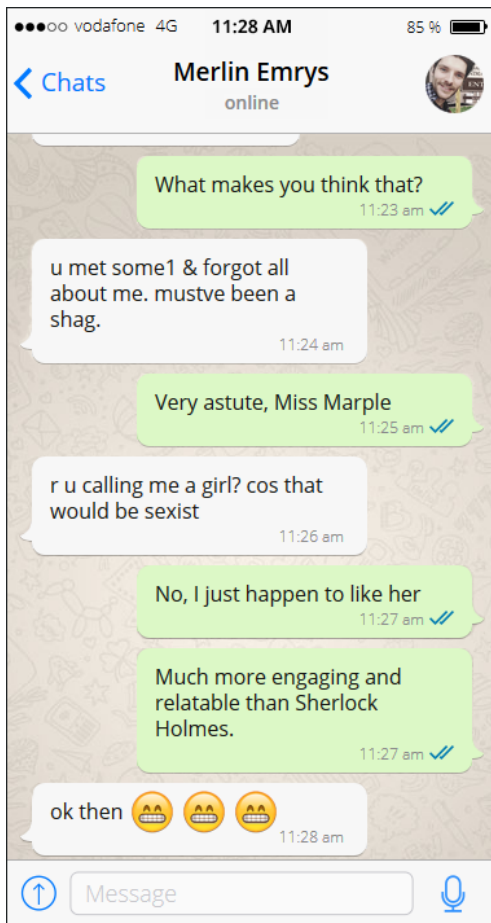 vodafone 4G 11:28 AM 85 %
Chats Merlin Emrys
online
What makes you think that?
11:23 am
u met some1 & forgot all
about me. mustve been a
shag.
11:24 am
Very astute, Miss Marple
11:25 am
r u calling me a girl? cos that
would be sexist
11:26 am
No, I just happen to like her
11:27 am
Much more engaging and
relatable than Sherlock
Holmes.
11:27 am
ok then 😁 😁 😁
11:28 am
Message